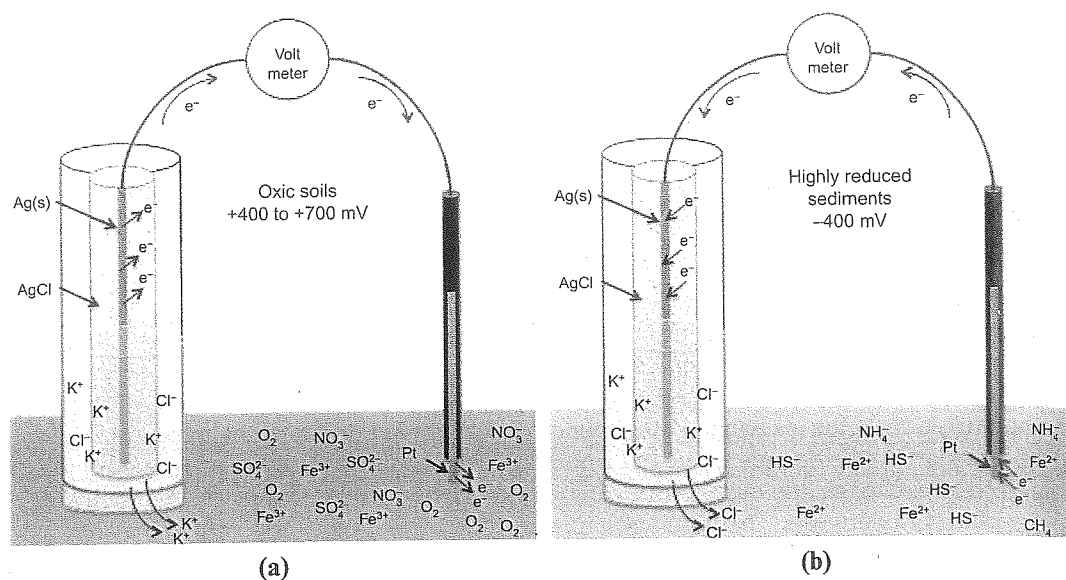 Volt
meter
e⁻
e⁻
Ag(s)
e⁻
Oxic soils
+400 to +700 mV
e⁻
AgCl
e⁻
K⁺
Cl⁻
K⁺
Cl⁻
K⁺
K⁺
Cl⁻
K⁺
K⁺
O₂
NO₃⁻
Pt
NO₃⁻
SO₄²⁻
Fe³⁺
SO₄²⁻
Fe³⁺
O₂
NO₃⁻
e⁻
e⁻
O₂
Fe³⁺
SO₄²⁻
Fe³⁺
O₂
O₂
O₂
(a)
Volt
meter
e⁻
e⁻
Ag(s)
e⁻
Highly reduced
sediments
–400 mV
e⁻
AgCl
e⁻
K⁺
Cl⁻
K⁺
Cl⁻
K⁺
K⁺
Cl⁻
Cl⁻
Cl⁻
NH₄⁻
Pt
NH₄⁻
HS⁻
Fe²⁺
HS⁻
Fe²⁺
e⁻
e⁻
HS⁻
Fe²⁺
Fe²⁺
HS⁻
CH₄
(b)